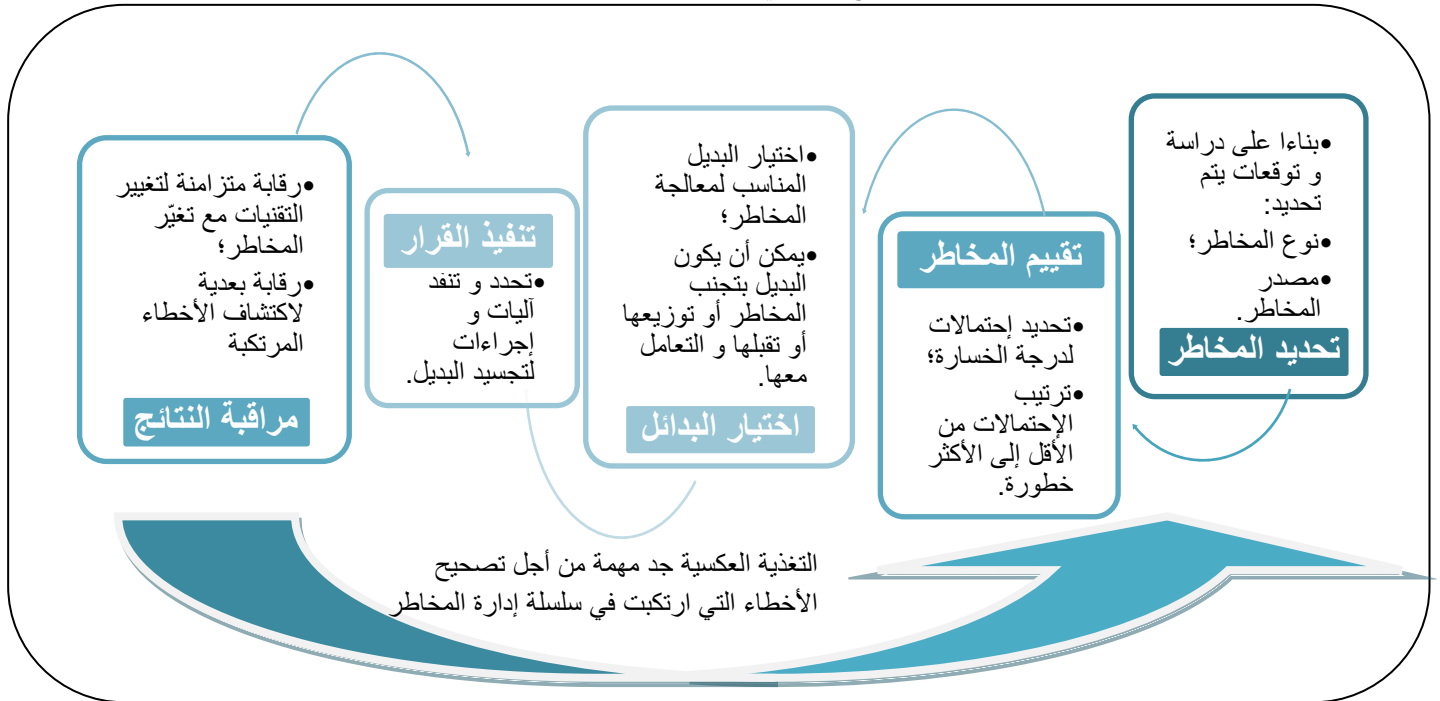 •بناءا على دراسة
و توقعات يتم
تحديد:
•نوع المخاطر؛
•مصدر
المخاطر.
تحديد المخاطر
تقييم المخاطر
•تحديد إحتمالات
لدرجة الخسارة؛
•ترتيب
الإحتمالات من
الأقل إلى الأكثر
خطورة.
•اختيار البديل
المناسب لمعالجة
المخاطر؛
•يمكن أن يكون
البديل بتجنب
المخاطر أو توزيعها
أو تقبلها و التعامل
معها.
اختيار البدائل
تنفيذ القرار
•تحدد و تنفذ
آليات و
إجراءات
لتجسيد البديل.
•رقابة متزامنة لتغيير
التقنيات مع تغيّر
المخاطر؛
•رقابة بعدية
لاكتشاف الأخطاء
المرتكبة
مراقبة النتائج
التغذية العكسية جد مهمة من أجل تصحيح
الأخطاء التي ارتكبت في سلسلة إدارة المخاطر